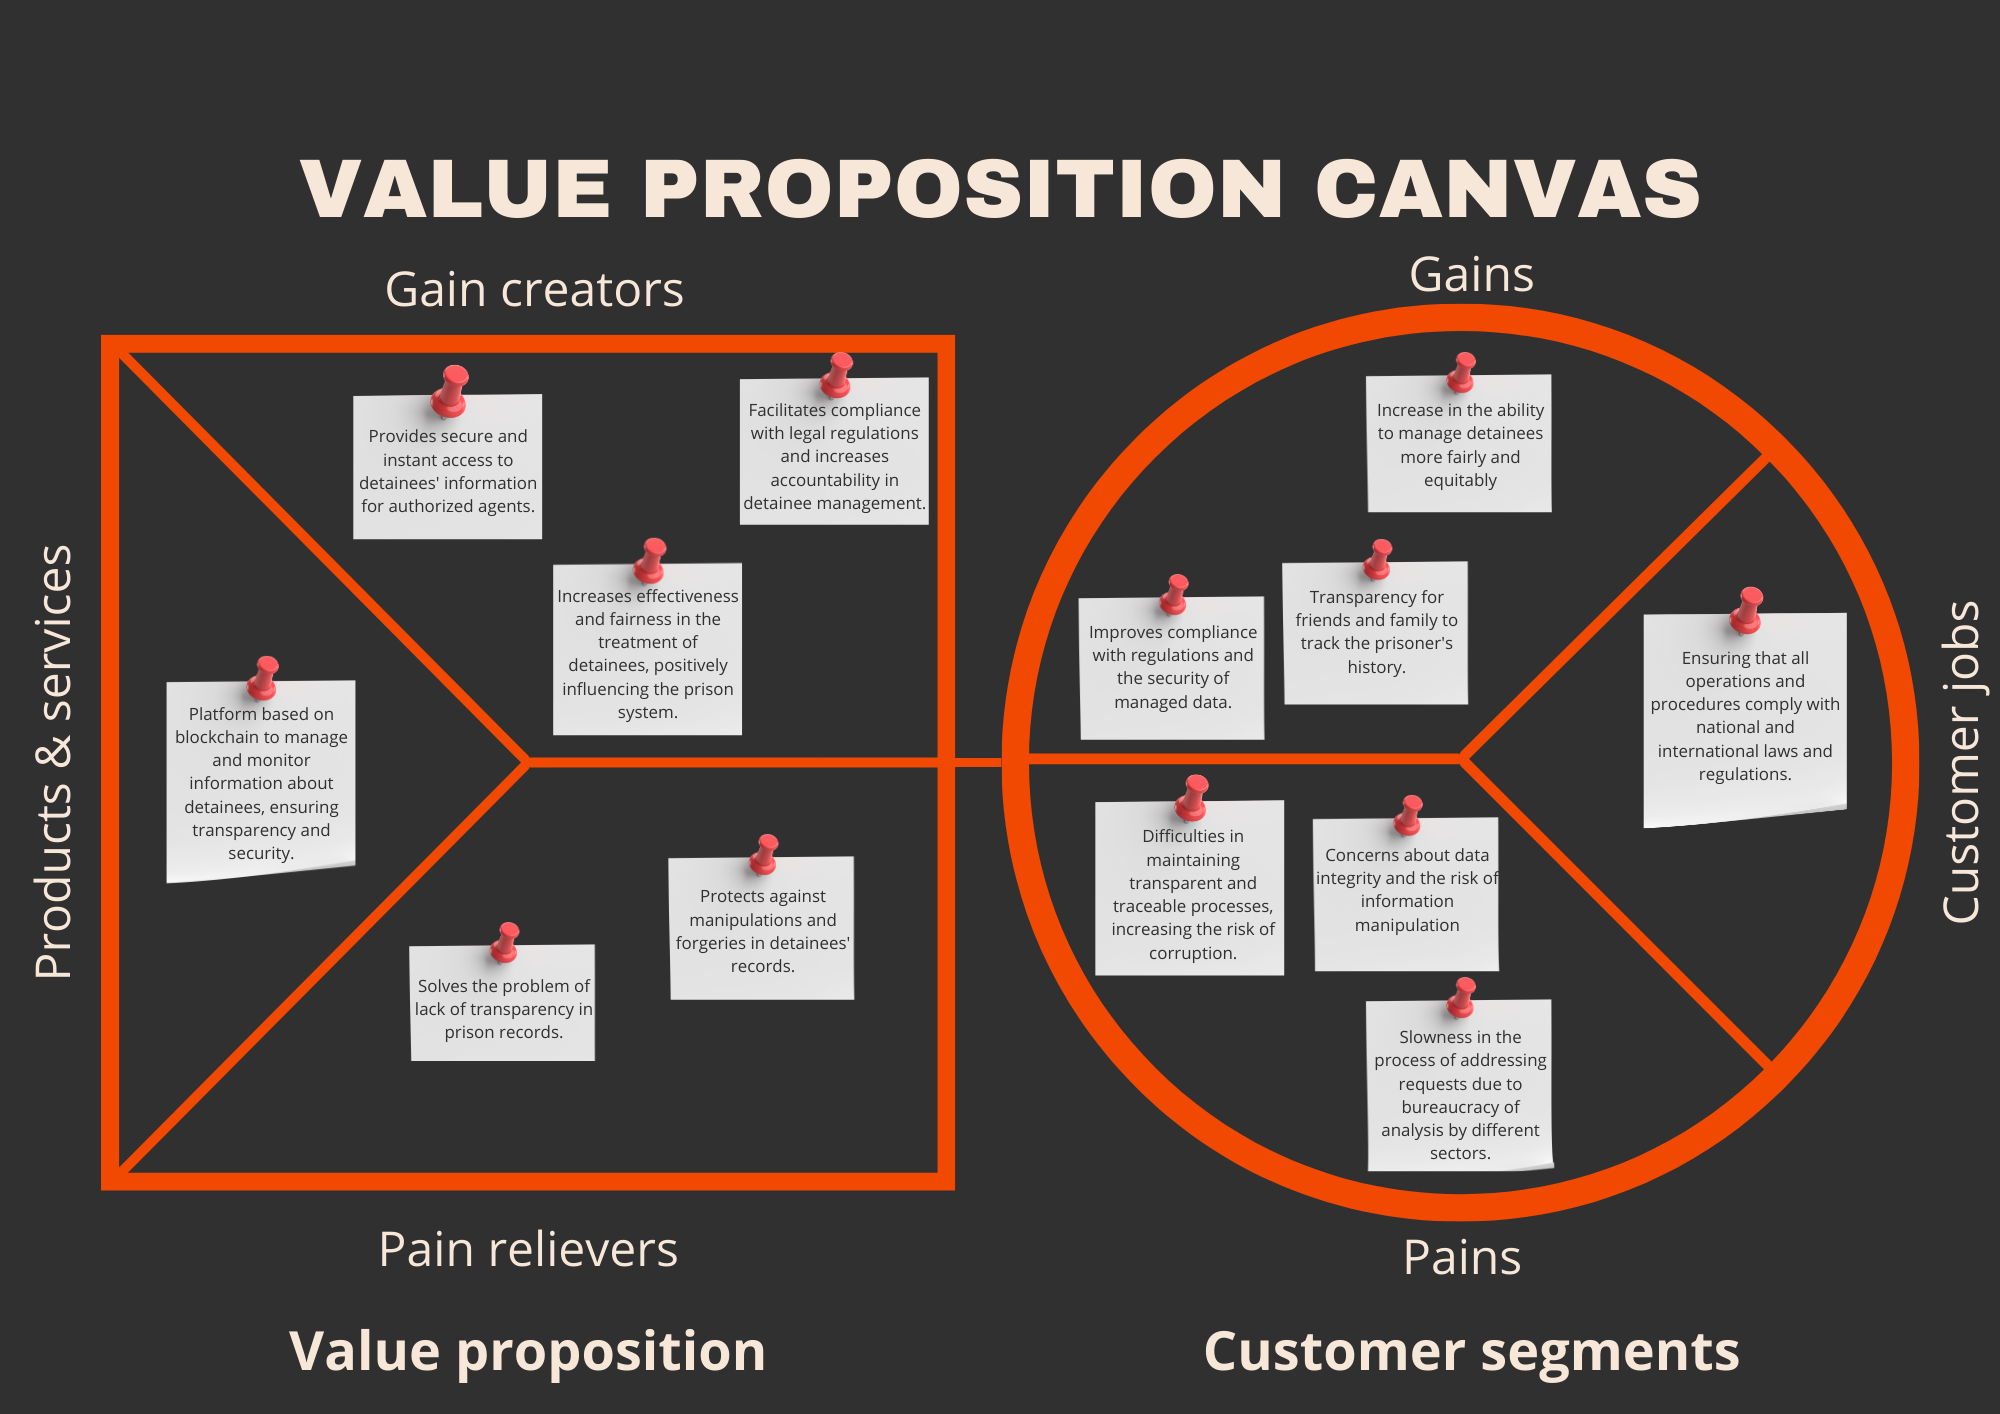 VALUE PROPOSITION CANVAS
Gain creators
Provides secure and
instant access to
detainees' information
for authorized agents.
Facilitates compliance
with legal regulations
and increases
accountability in
detainee management.
Increases effectiveness
and fairness in the
treatment of
detainees, positively
influencing the prison
system.
Products & services
Platform based on
blockchain to manage
and monitor
information about
detainees, ensuring
transparency and
security.
Protects against
manipulations and
forgeries in detainees'
records.
Solves the problem of
lack of transparency in
prison records.
Pain relievers
Value proposition
Gains
Increase in the ability
to manage detainees
more fairly and
equitably
Transparency for
friends and family to
track the prisoner's
history.
Improves compliance
with regulations and
the security of
managed data.
Ensuring that all
operations and
procedures comply with
national and
international laws and
regulations.
Customer jobs
Difficulties in
maintaining
transparent and
traceable processes,
increasing the risk of
corruption.
Concerns about data
integrity and the risk of
information
manipulation
Slowness in the
process of addressing
requests due to
bureaucracy of
analysis by different
sectors.
Pains
Customer segments